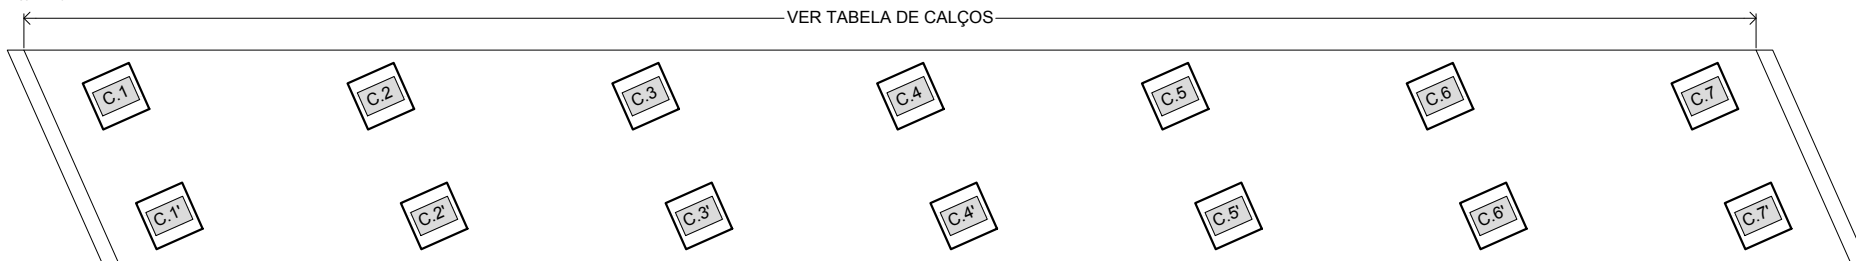 VER TABELA DE CALÇOS
C.1 C.2 C.3 C.4 C.5 C.6 C.7
C.1' C.2' C.3' C.4' C.5' C.6' C.7'